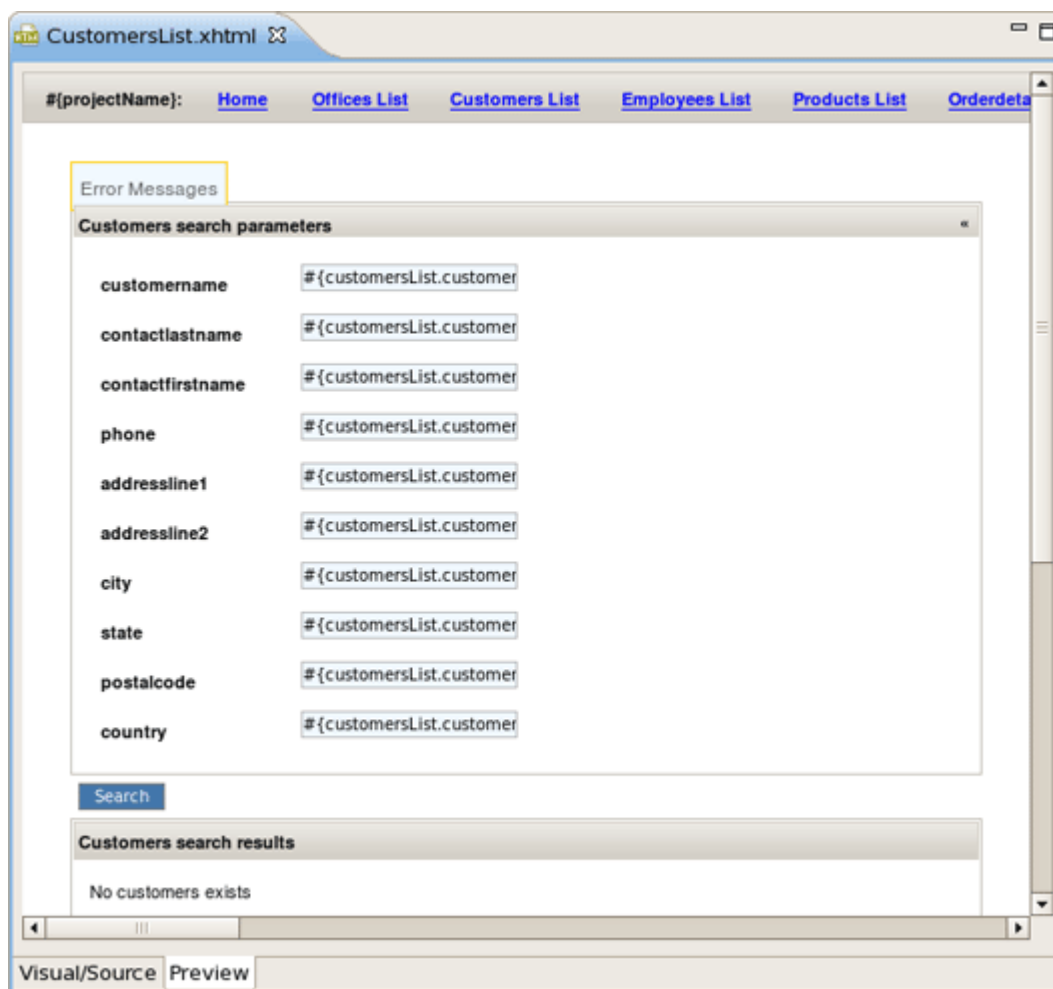 CustomersList.xhtml
#{projectName}: Home Offices List Customers List Employees List Products List Orderdeta
Error Messages
Customers search parameters «
customername #{customersList.customer
contactlastname #{customersList.customer
contactfirstname #{customersList.customer
phone #{customersList.customer
addressline1 #{customersList.customer
addressline2 #{customersList.customer
city #{customersList.customer
state #{customersList.customer
postalcode #{customersList.customer
country #{customersList.customer
Search
Customers search results
No customers exists
Visual/Source Preview